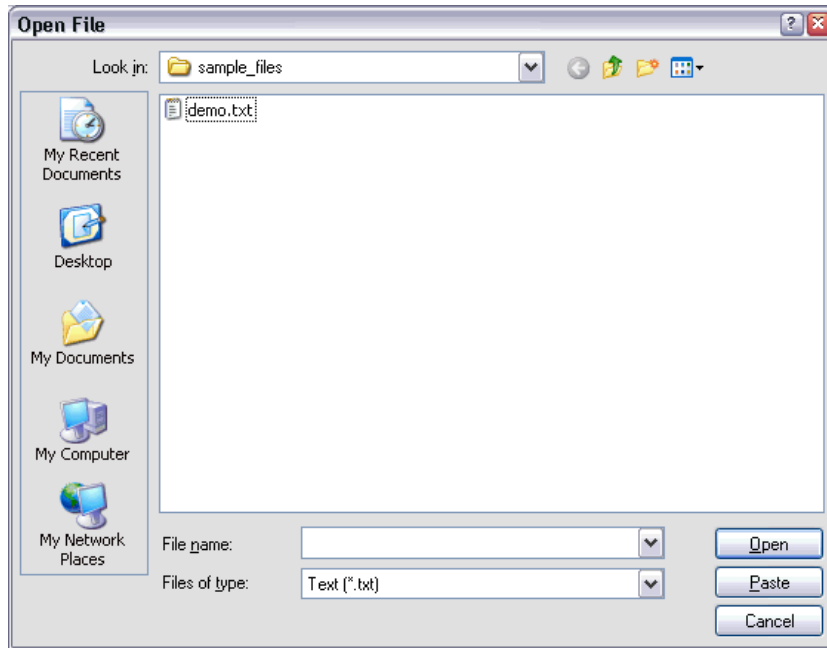 Open File
Look in:
sample_files
demo.txt
My Recent
Documents
Desktop
My Documents
My Computer
My Network
Places
File name:
Open
Files of type:
Text (*.txt)
Paste
Cancel